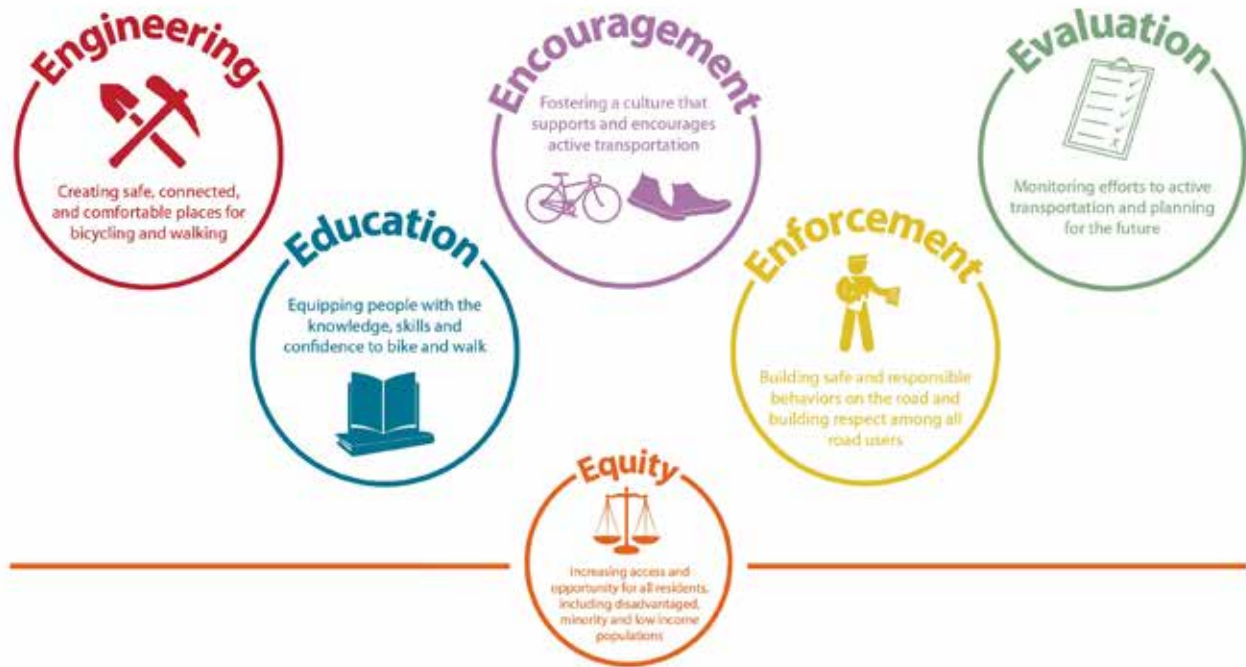 Engineering
Creating safe, connected,
and comfortable places for
bicycling and walking
Education
Equipping people with the
knowledge, skills and
confidence to bike and walk
Encouragement
Fostering a culture that
supports and encourages
active transportation
Enforcement
Building safe and responsible
behaviors on the road and
building respect among all
road users
Evaluation
Monitoring efforts to active
transportation and planning
for the future
Equity
Increasing access and
opportunity for all residents,
including disadvantaged,
minority and low income
populations